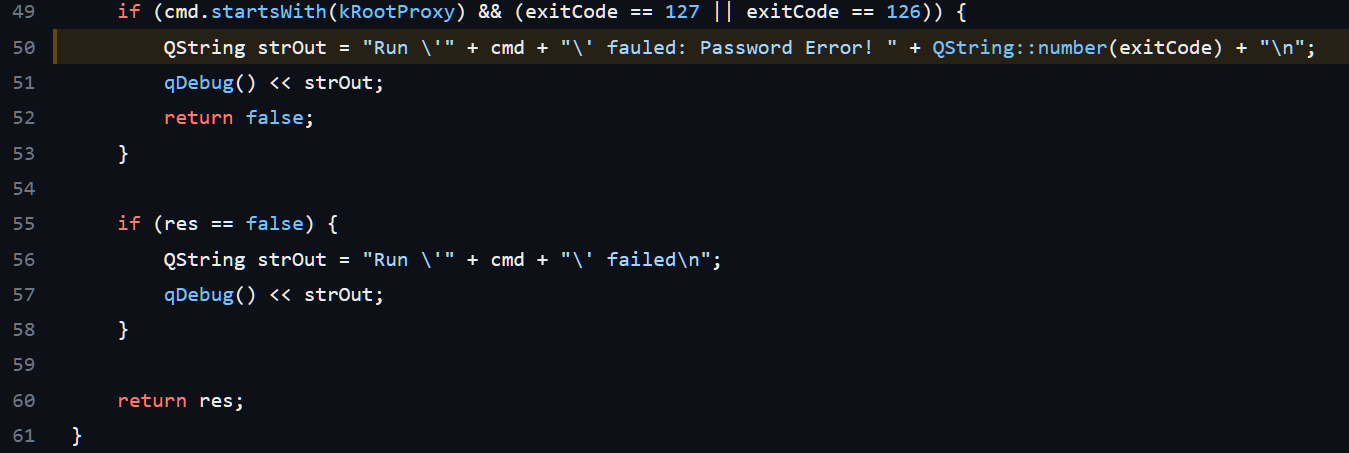 49 if (cmd.startsWith(kRootProxy) && (exitCode == 127 || exitCode == 126)) {
50 QString strOut = "Run \'" + cmd + "\' fauled: Password Error! " + QString::number(exitCode) + "\n";
51 qDebug() << strOut;
52 return false;
53 }
54
55 if (res == false) {
56 QString strOut = "Run \'" + cmd + "\' failed\n";
57 qDebug() << strOut;
58 }
59
60 return res;
61 }